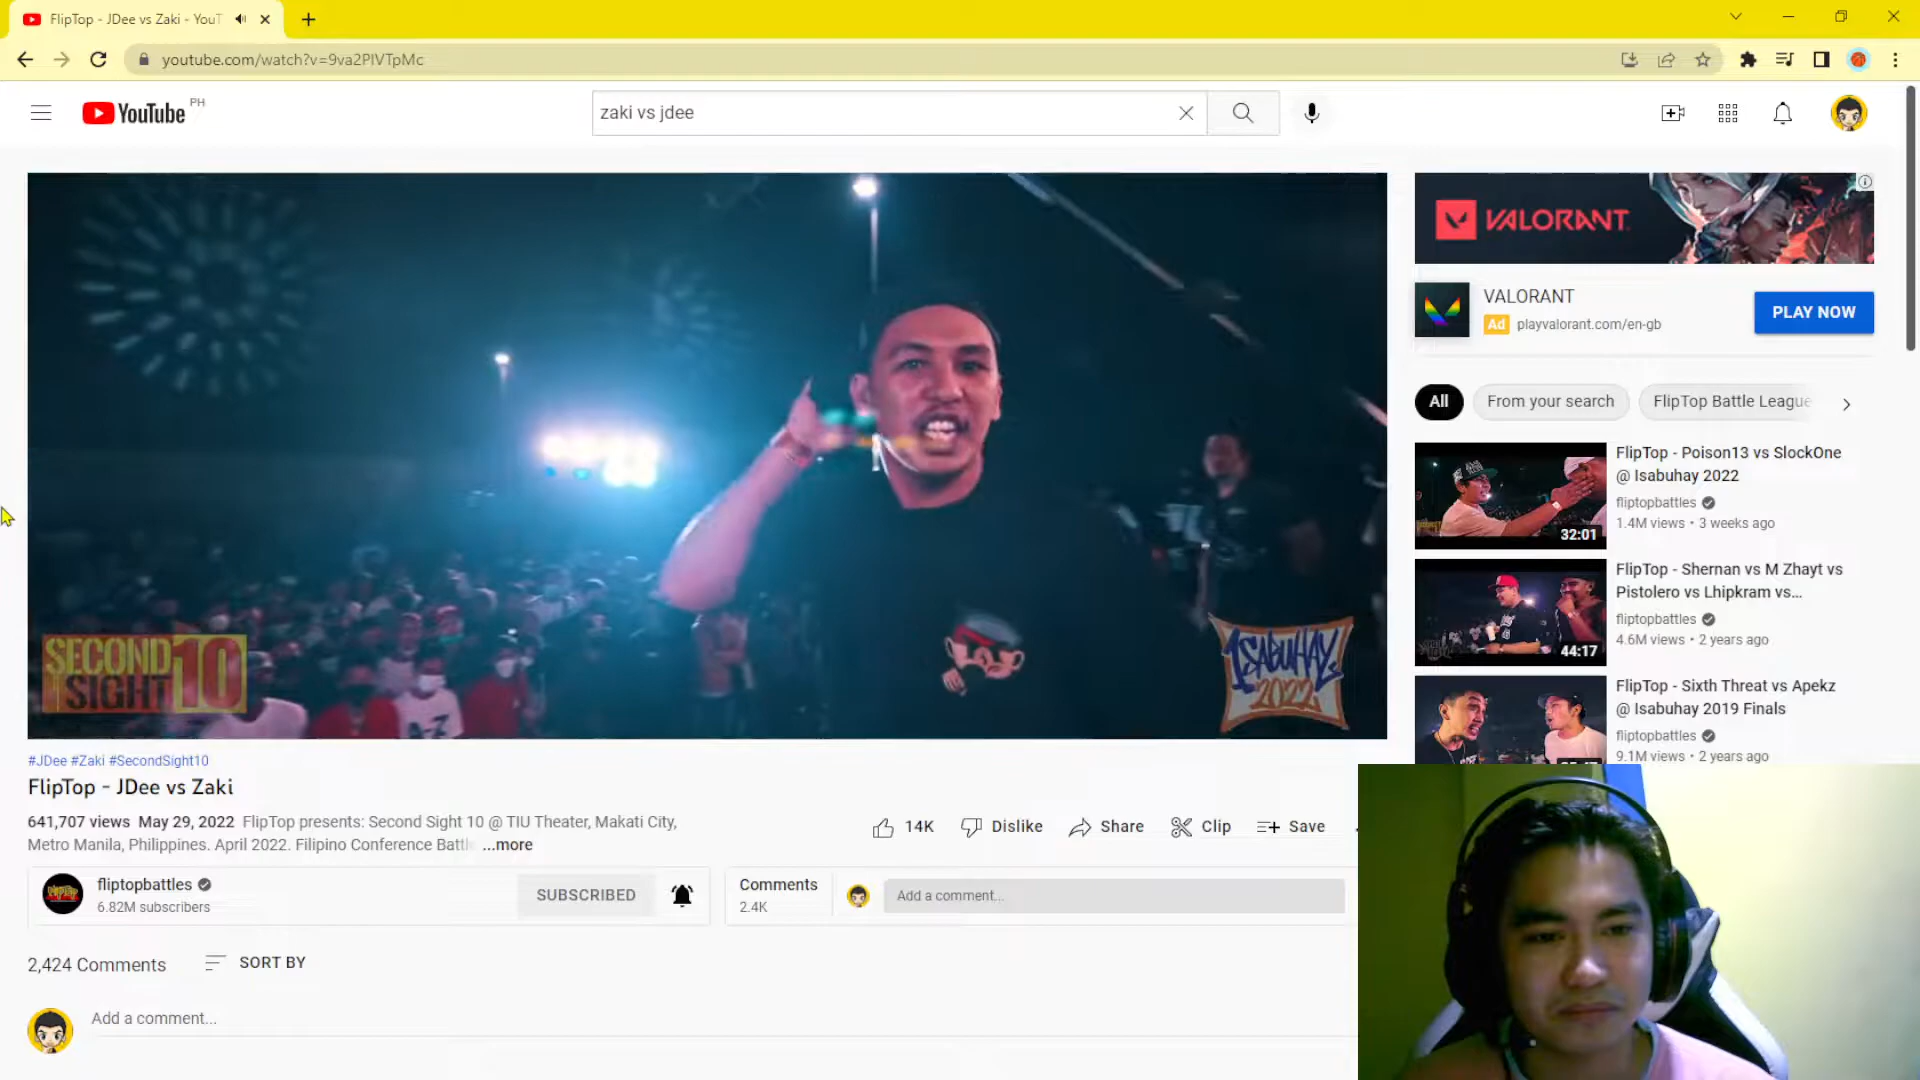 FlipTop - JDee vs Zaki - YouT
youtube.com/watch?v=9va2PlVTpMc
YouTube PH
zaki vs jdee
SECOND
SIGHT 10
ISABUHAY
2022
VALORANT
VALORANT
Ad playvalorant.com/en-gb
PLAY NOW
All
From your search
FlipTop Battle League
FlipTop - Poison13 vs SlockOne
@ Isabuhay 2022
fliptopbattles
1.4M views • 3 weeks ago
32:01
FlipTop - Shernan vs M Zhayt vs
Pistolero vs Lhipkram vs...
fliptopbattles
4.6M views • 2 years ago
44:17
FlipTop - Sixth Threat vs Apekz
@ Isabuhay 2019 Finals
fliptopbattles
9.1M views • 2 years ago
#JDee #Zaki #SecondSight10
FlipTop - JDee vs Zaki
641,707 views May 29, 2022 FlipTop presents: Second Sight 10 @ TIU Theater, Makati City,
Metro Manila, Philippines. April 2022. Filipino Conference Battl ...more
14K
Dislike
Share
Clip
Save
fliptopbattles
6.82M subscribers
SUBSCRIBED
Comments
2.4K
Add a comment...
2,424 Comments
SORT BY
Add a comment...